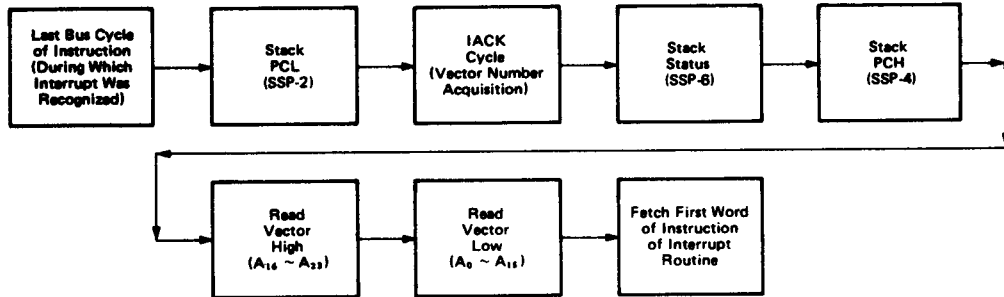 Last Bus Cycle
of Instruction
(During Which
Interrupt Was
Recognized)
Stack
PCL
(SSP-2)
IACK
Cycle
(Vector Number
Acquisition)
Stack
Status
(SSP-6)
Stack
PCH
(SSP-4)
Read
Vector
High
(A₁₆ ~ A₂₃)
Read
Vector
Low
(A₀ ~ A₁₅)
Fetch First Word
of Instruction
of Interrupt
Routine